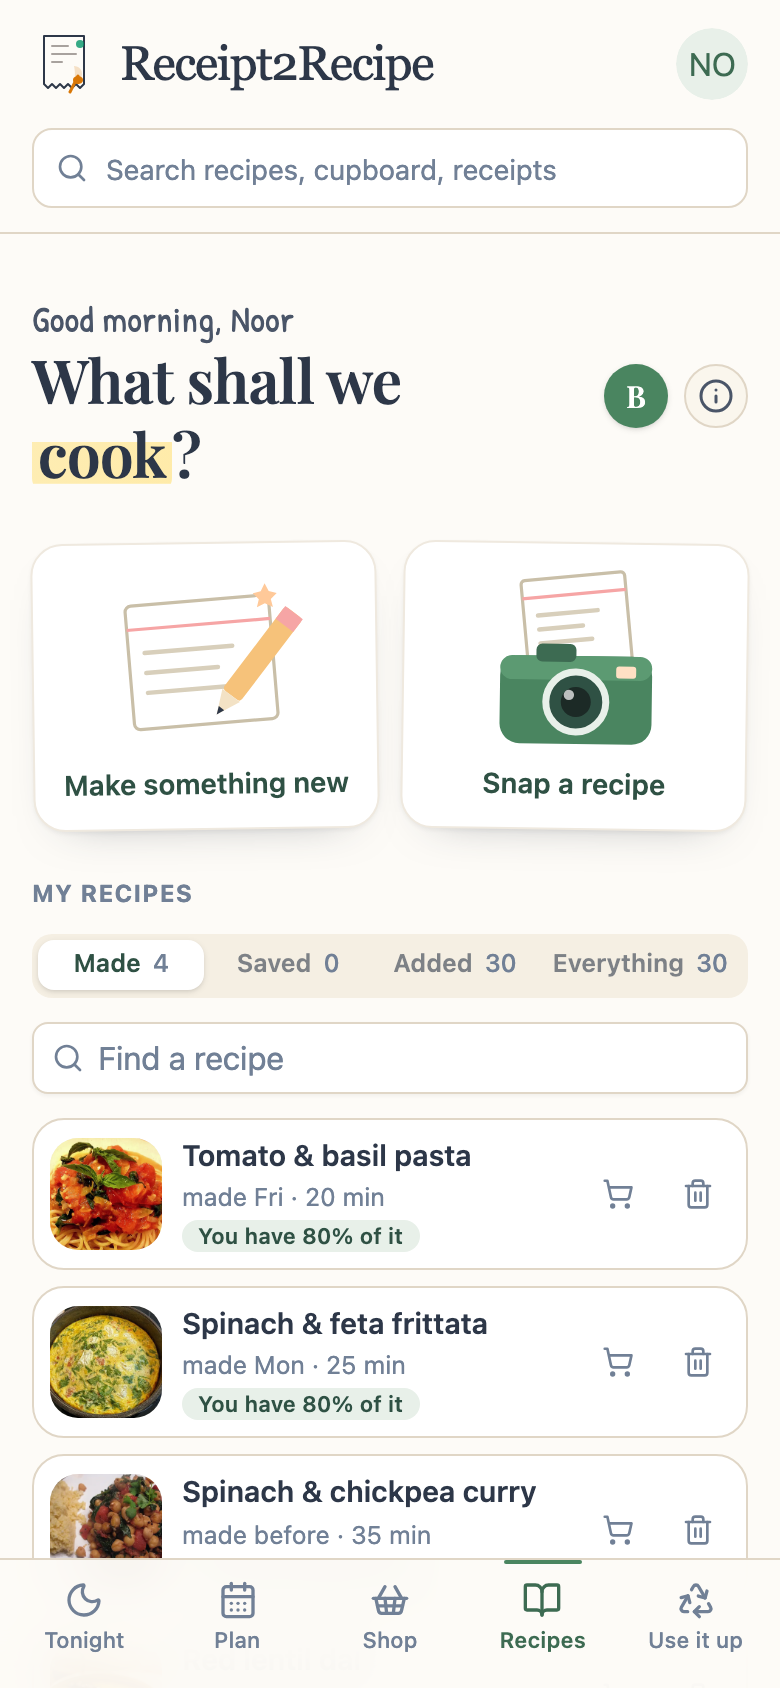 Receipt2Recipe
NO
Search recipes, cupboard, receipts
Good morning, Noor
What shall we
cook?
B
Make something new
Snap a recipe
MY RECIPES
Made 4 Saved 0 Added 30 Everything 30
Find a recipe
Tomato & basil pasta
made Fri · 20 min
You have 80% of it
Spinach & feta frittata
made Mon · 25 min
You have 80% of it
Spinach & chickpea curry
made before · 35 min
Tonight Plan Shop Recipes Use it up